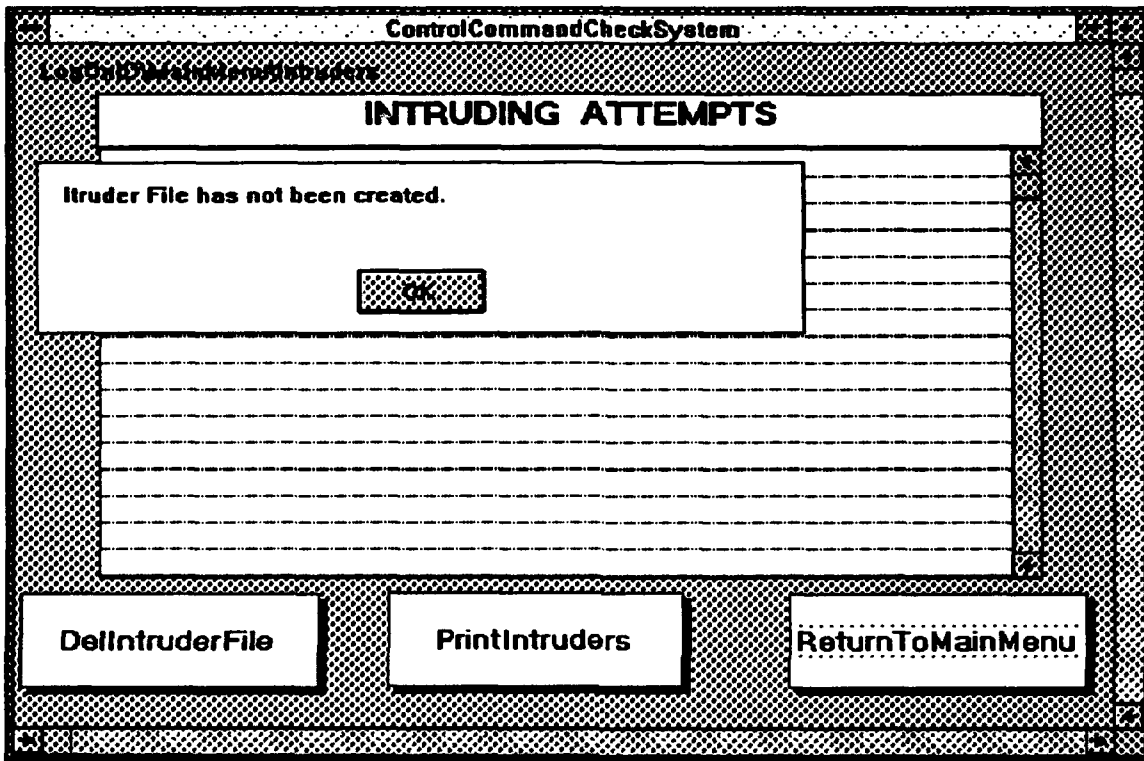 ControlCommandCheckSystem
INTRUDING ATTEMPTS
Itruder File has not been created.
OK
DelIntruderFile
PrintIntruders
ReturnToMainMenu